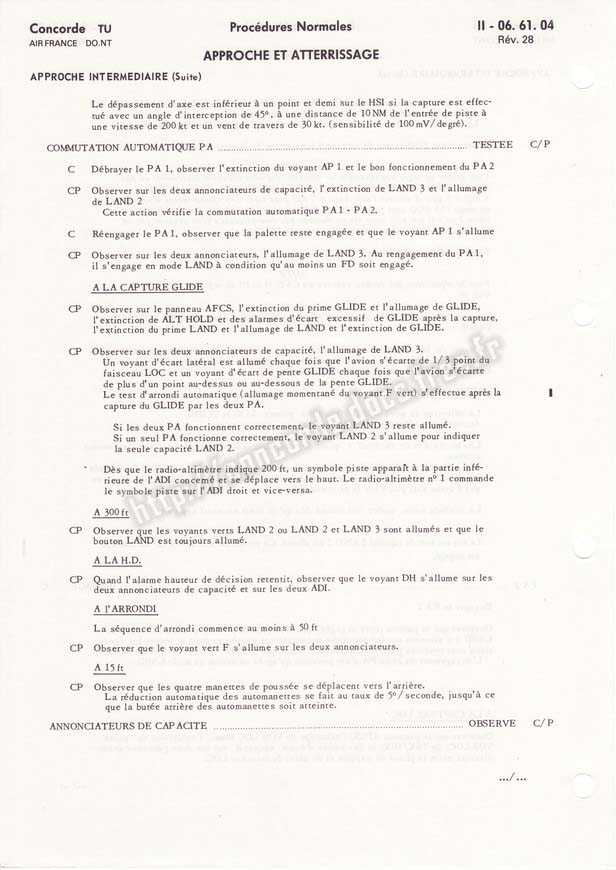 Concorde TU
AIR FRANCE DO.NT
Procédures Normales
II - 06. 61. 04
Rév. 28
APPROCHE ET ATTERRISSAGE
APPROCHE INTERMEDIAIRE (Suite)
Le dépassement d'axe est inférieur à un point et demi sur le HSI si la capture est effec-
tué avec un angle d'interception de 45°, à une distance de 10 NM de l'entrée de piste à
une vitesse de 200 kt et un vent de travers de 30 kt. (sensibilité de 100 mV/degré).
COMMUTATION AUTOMATIQUE PA ........ TESTEE C/P
C Débrayer le PA 1, observer l'extinction du voyant AP 1 et le bon fonctionnement du PA 2
CP Observer sur les deux annonciateurs de capacité, l'extinction de LAND 3 et l'allumage
de LAND 2
Cette action vérifie la commutation automatique PA 1 - PA 2.
C Réengager le PA 1, observer que la palette reste engagée et que le voyant AP 1 s'allume
CP Observer sur les deux annonciateurs, l'allumage de LAND 3. Au rengagement du PA 1,
il s'engage en mode LAND à condition qu'au moins un FD soit engagé.
A LA CAPTURE GLIDE
CP Observer sur le panneau AFCS, l'extinction du prime GLIDE et l'allumage de GLIDE,
l'extinction de ALT HOLD et des alarmes d'écart excessif de GLIDE après la capture,
l'extinction du prime LAND et l'allumage de LAND et l'extinction de GLIDE.
CP Observer sur les deux annonciateurs de capacité, l'allumage de LAND 3.
Un voyant d'écart latéral est allumé chaque fois que l'avion s'écarte de 1/3 point du
faisceau LOC et un voyant d'écart de pente GLIDE chaque fois que l'avion s'écarte
de plus d'un point au-dessus ou au-dessous de la pente GLIDE.
Le test d'arrondi automatique (allumage momentané du voyant F vert) s'effectue après la
capture du GLIDE par les deux PA.
Si les deux PA fonctionnent correctement, le voyant LAND 3 reste allumé.
Si un seul PA fonctionne correctement, le voyant LAND 2 s'allume pour indiquer
la seule capacité LAND 2.
Dès que le radio-altimètre indique 200 ft, un symbole piste apparaît à la partie infé-
rieure de l'ADI concerné et se déplace vers le haut. Le radio-altimètre n° 1 commande
le symbole piste sur l'ADI droit et vice-versa.
A 300 ft
CP Observer que les voyants verts LAND 2 ou LAND 2 et LAND 3 sont allumés et que le
bouton LAND est toujours allumé.
A LA H.D.
CP Quand l'alarme hauteur de décision retentit, observer que le voyant DH s'allume sur les
deux annonciateurs de capacité et sur les deux ADI.
A l'ARRONDI
La séquence d'arrondi commence au moins à 50 ft
CP Observer que le voyant vert F s'allume sur les deux annonciateurs.
A 15 ft
CP Observer que les quatre manettes de poussée se déplacent vers l'arrière.
La réduction automatique des automanettes se fait au taux de 5°/seconde, jusqu'à ce
que la butée arrière des automanettes soit atteinte.
ANNONCIATEURS DE CAPACITE ........ OBSERVE C/P
.../...